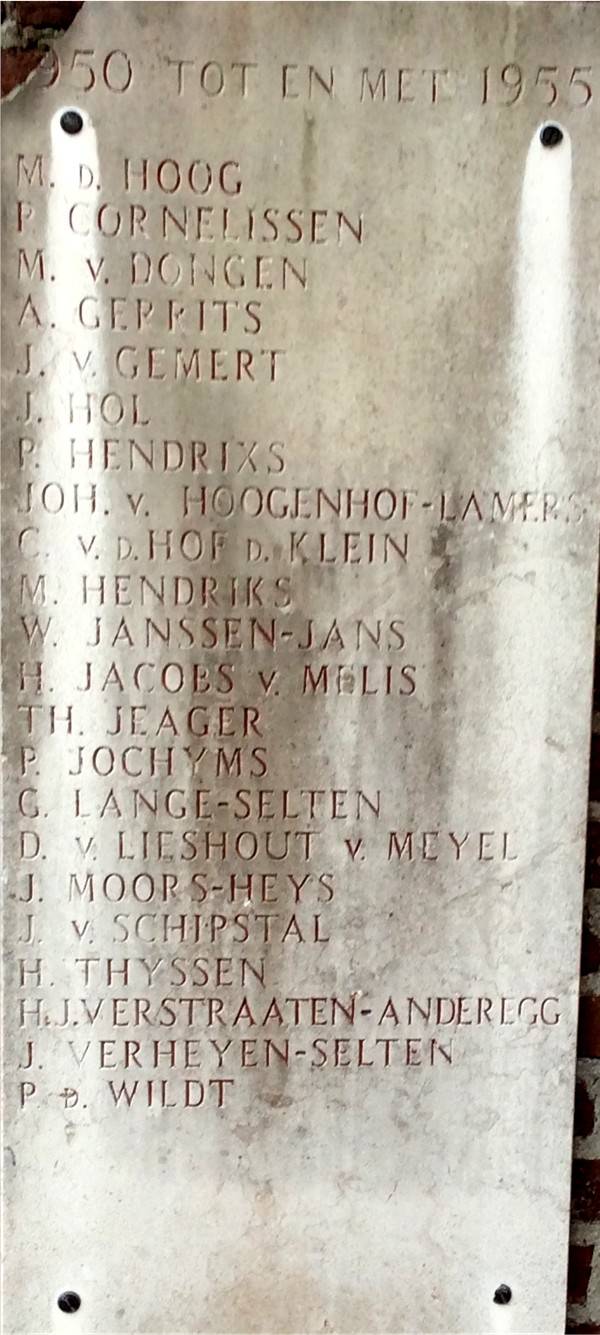 1950 TOT EN MET 1955
M. D. HOOG
P. CORNELISSEN
M. V. DONGEN
A. GERRITS
J. V. GEMERT
J. HOL
P. HENDRIXS
JOH. V. HOOGENHOF-LAMERS
C. V. D. HOF D. KLEIN
M. HENDRIKS
W. JANSSEN-JANS
H. JACOBS V. MELIS
TH. JEAGER
P. JOCHYMS
G. LANGE-SELTEN
D. V. LIESHOUT V. MEYEL
J. MOORS-HEYS
J. V. SCHIPSTAL
H. THYSSEN
H.J. VERSTRAATEN-ANDEREGG
J. VERHEYEN-SELTEN
P. D. WILDT